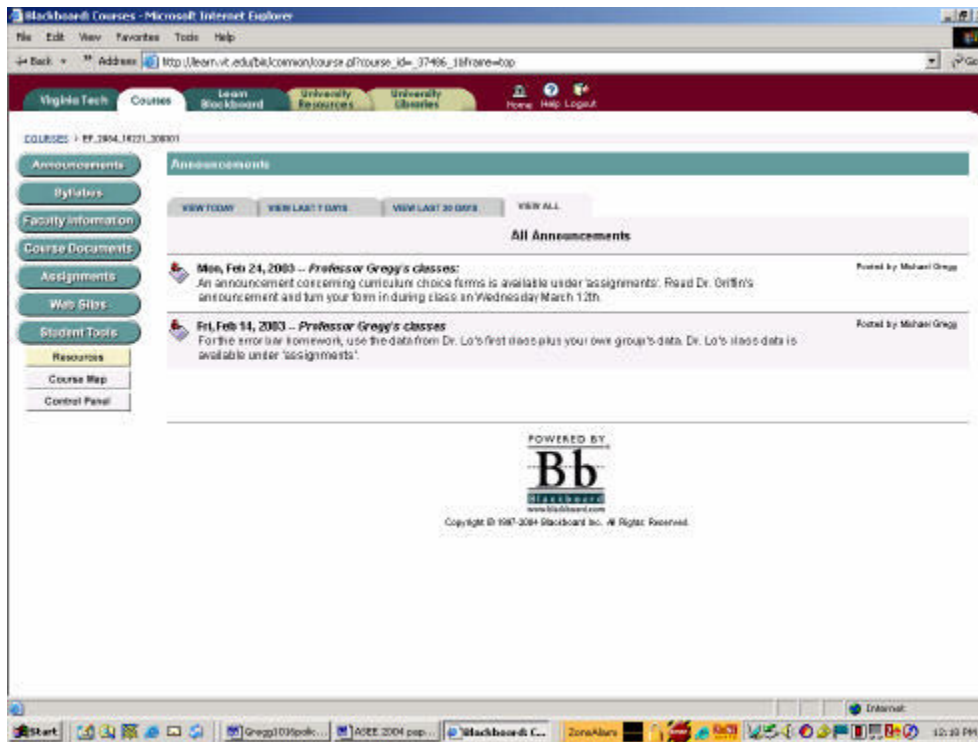 Blackboard Courses - Microsoft Internet Explorer
File Edit View Favorites Tools Help
Back Address http://learn.vt.edu/bin/common/course.pl?course_id=_37486_1&frame=top
Virginia Tech Courses Learn Blackboard University Resources University Libraries Home Help Logout
COURSES >
Announcements
Syllabus
Faculty Information
Course Documents
Assignments
Web Sites
Student Tools
Resources
Course Map
Control Panel
Announcements
VIEW TODAY VIEW LAST 7 DAYS VIEW LAST 30 DAYS VIEW ALL
All Announcements
Mon, Feb 24, 2003 -- Professor Gregg's classes: Posted by Michael Gregg
An announcement concerning curriculum choice forms is available under 'assignments'. Read Dr. Griffin's
announcement and turn your form in during class on Wednesday March 12th.
Fri, Feb 14, 2003 -- Professor Gregg's classes Posted by Michael Gregg
For the error bar homework, use the data from Dr. Lo's first class plus your own group's data. Dr. Lo's class data is
available under 'assignments'.
POWERED BY
Bb
Blackboard
www.blackboard.com
Copyright © 1997-2004 Blackboard Inc. All Rights Reserved.
Internet
Start ASEE 2004 pap... Blackboard C... ZoneAlarm